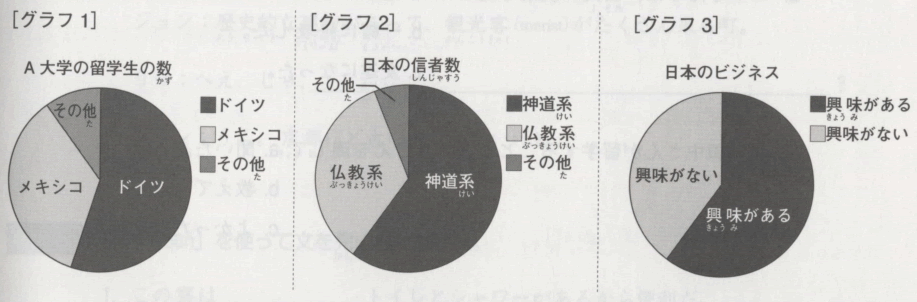 [グラフ 1]
A 大学の留学生の数
かず
その他
た
メキシコ
ドイツ
ドイツ
メキシコ
その他
た
[グラフ 2]
日本の信者数
しんじゃすう
その他
た
仏教系
ぶっきょうけい
神道系
けい
神道系
けい
仏教系
ぶっきょうけい
その他
た
[グラフ 3]
日本のビジネス
興味がない
興味がある
きょう み
興味がある
きょう み
興味がない